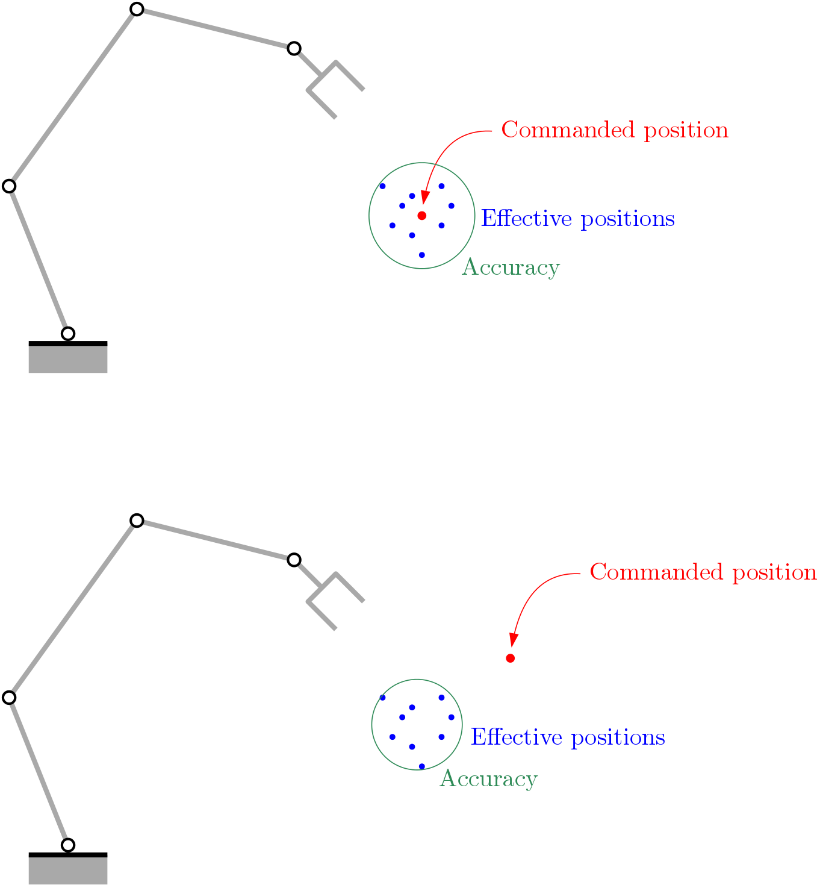 Commanded position
Effective positions
Accuracy
Commanded position
Effective positions
Accuracy